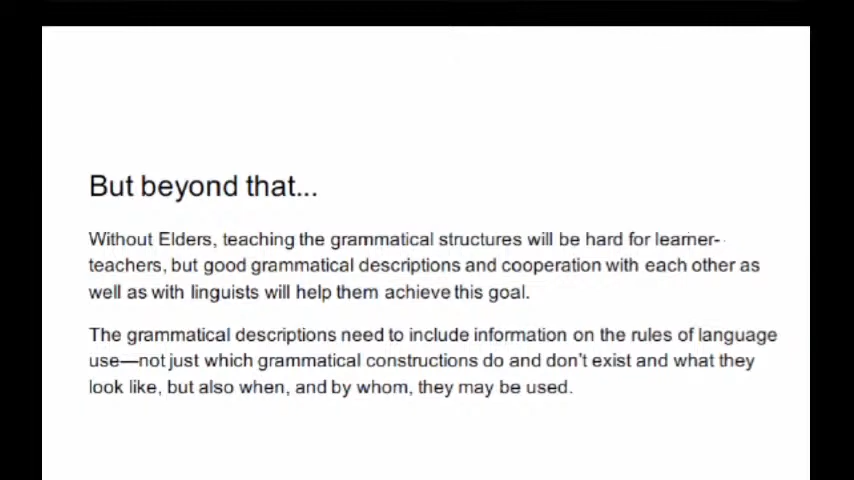 But beyond that...
Without Elders, teaching the grammatical structures will be hard for learner-
teachers, but good grammatical descriptions and cooperation with each other as
well as with linguists will help them achieve this goal.
The grammatical descriptions need to include information on the rules of language
use—not just which grammatical constructions do and don't exist and what they
look like, but also when, and by whom, they may be used.